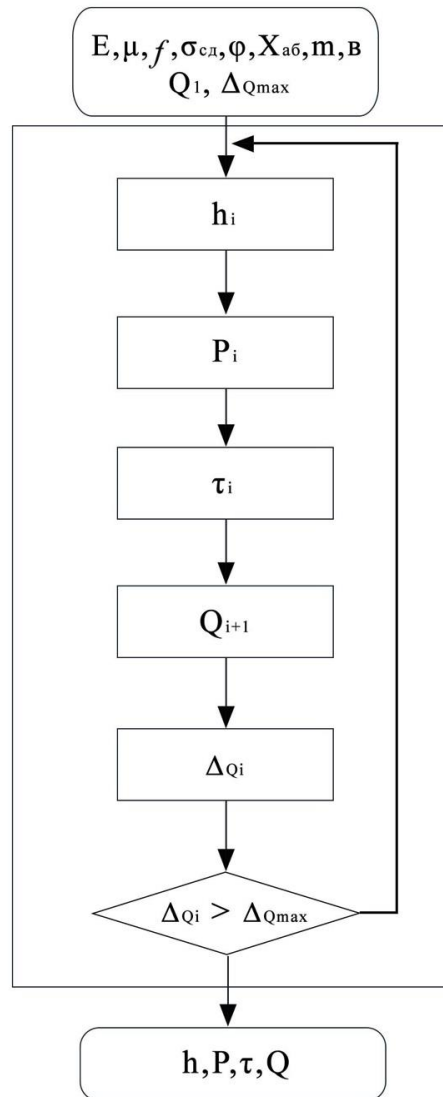 E,μ,f,σсд,φ,Xаб,m,в
Q₁, ΔQmax
hᵢ
Pᵢ
τᵢ
Qᵢ₊₁
ΔQi
ΔQi > ΔQmax
h,P,τ,Q